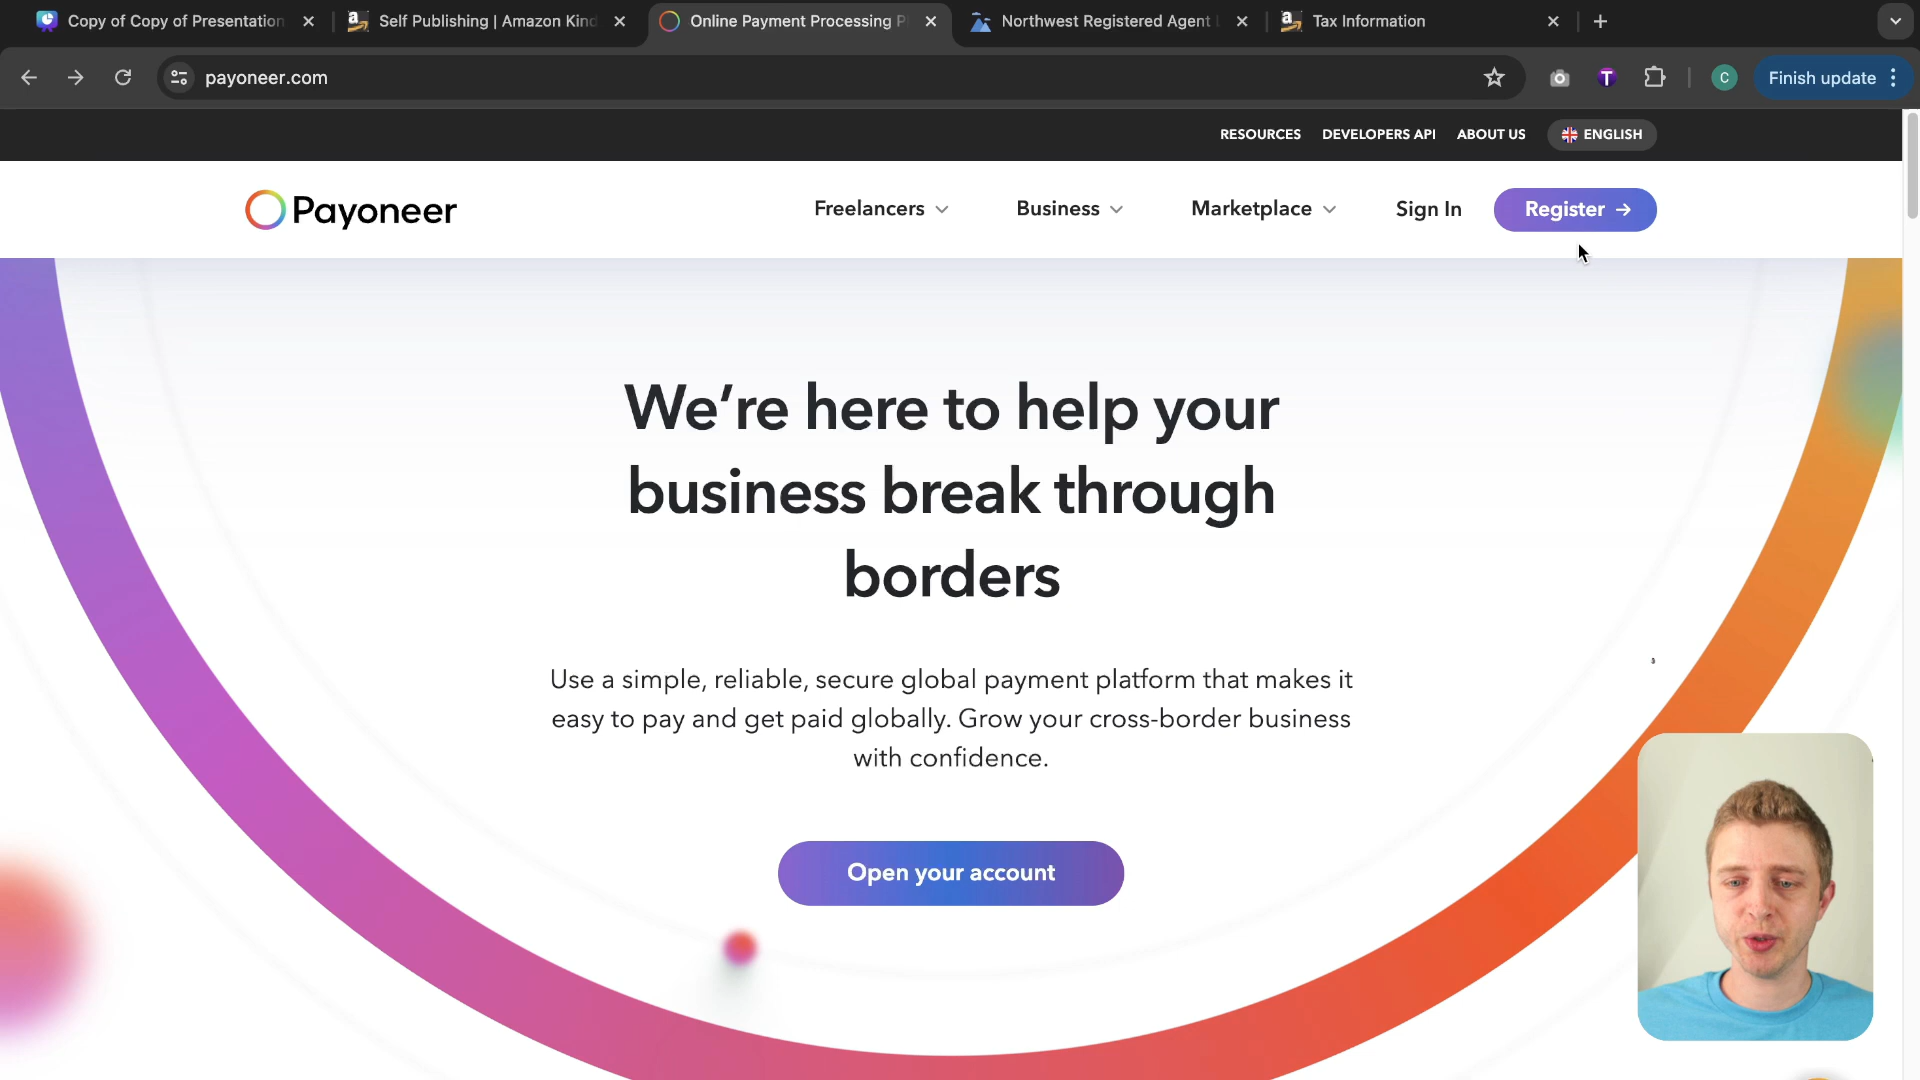 Copy of Copy of Presentation
Self Publishing | Amazon Kind
Online Payment Processing P
Northwest Registered Agent
Tax Information
payoneer.com
T
C
Finish update
RESOURCES
DEVELOPERS API
ABOUT US
ENGLISH
Payoneer
Freelancers
Business
Marketplace
Sign In
Register →
We're here to help your
business break through
borders
Use a simple, reliable, secure global payment platform that makes it
easy to pay and get paid globally. Grow your cross-border business
with confidence.
Open your account